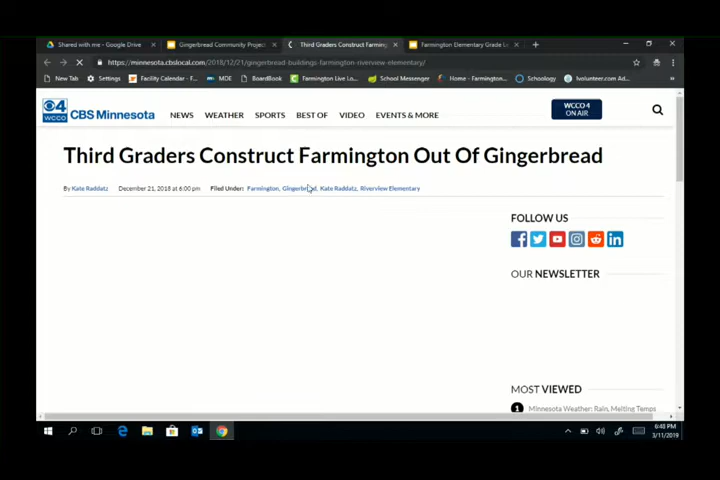 Shared with me - Google Drive
Gingerbread Community Project
Third Graders Construct Farming
Farmington Elementary Grade L
https://minnesota.cbslocal.com/2018/12/21/gingerbread-buildings-farmington-riverview-elementary/
New Tab Settings Facility Calendar - F... MDE BoardBook Farmington Live Lo... School Messenger Home - Farmington... Schoology Ivolunteer.com Ad... »
4 WCCO CBS Minnesota NEWS WEATHER SPORTS BEST OF VIDEO EVENTS & MORE WCCO 4 ON AIR
Third Graders Construct Farmington Out Of Gingerbread
By Kate Raddatz December 21, 2018 at 6:00 pm Filed Under: Farmington, Gingerbread, Kate Raddatz, Riverview Elementary
FOLLOW US
OUR NEWSLETTER
MOST VIEWED
1 Minnesota Weather: Rain, Melting Temps
6:48 PM
3/11/2019